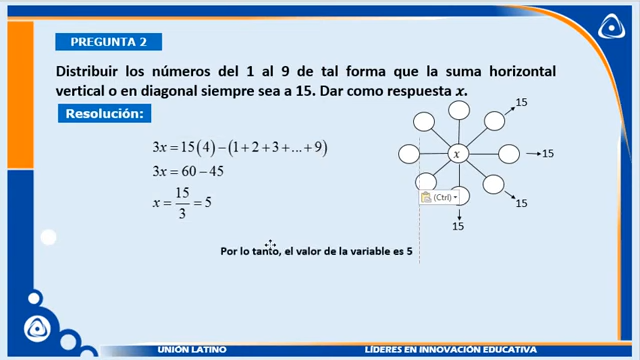 PREGUNTA 2
Distribuir los números del 1 al 9 de tal forma que la suma horizontal
vertical o en diagonal siempre sea a 15. Dar como respuesta x.
Resolución:
3x = 15(4) − (1 + 2 + 3 + ... + 9)
3x = 60 − 45
x = 15/3 = 5
15
x
15
15
(Ctrl)
15
Por lo tanto, el valor de la variable es 5
UNIÓN LATINO
LÍDERES EN INNOVACIÓN EDUCATIVA